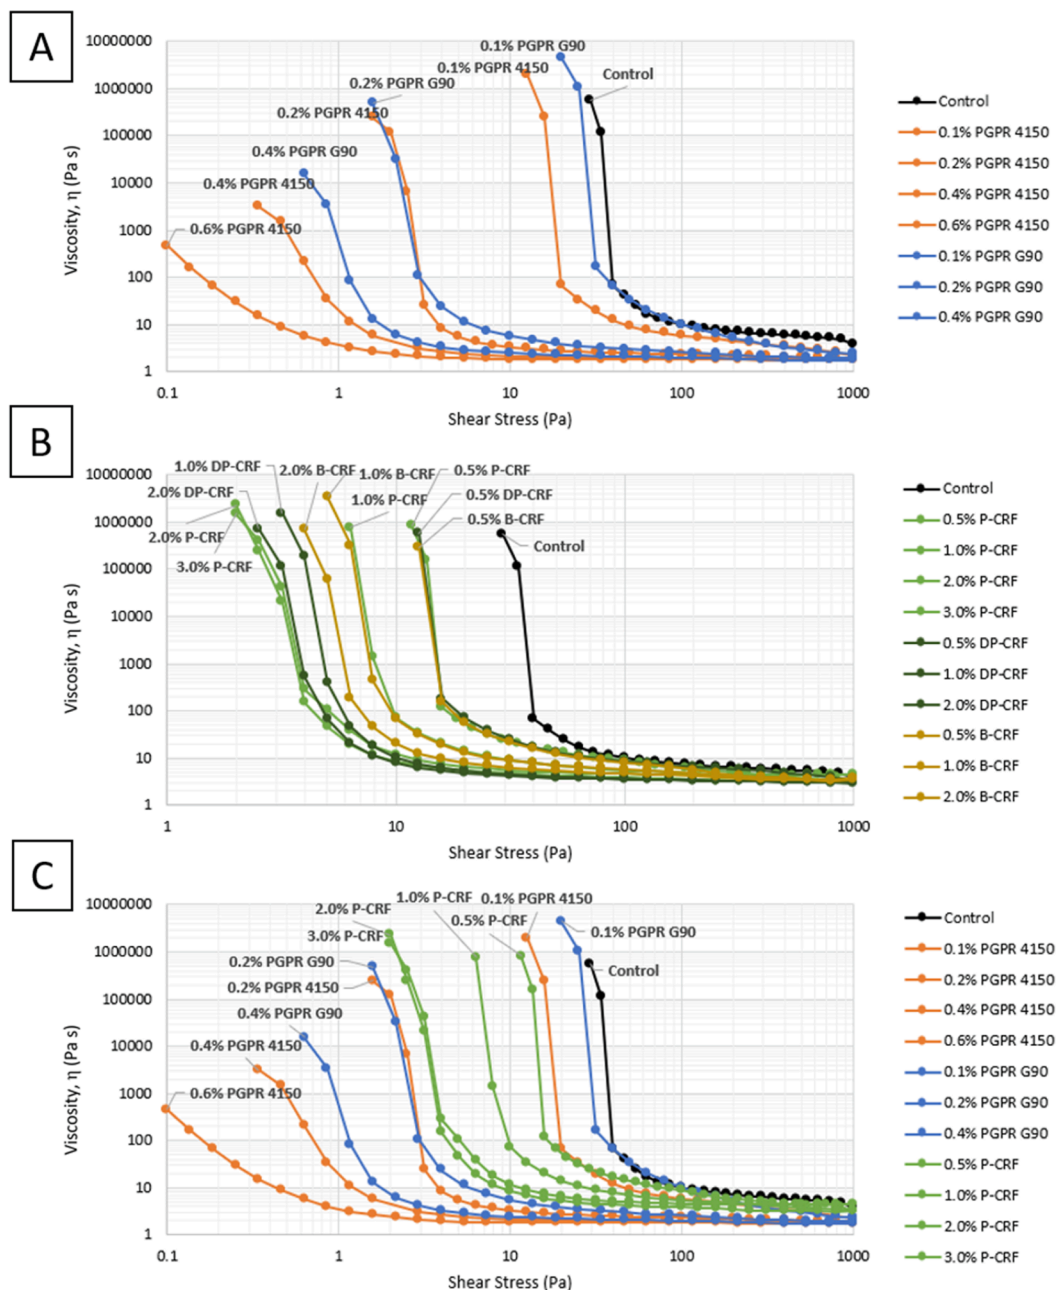 A
10000000
1000000
100000
10000
1000
100
10
1
Viscosity, η (Pa s)
0.1% PGPR G90
0.1% PGPR 4150
Control
0.2% PGPR G90
0.2% PGPR 4150
0.4% PGPR G90
0.4% PGPR 4150
0.6% PGPR 4150
0.1 1 10 100 1000
Shear Stress (Pa)
Control
0.1% PGPR 4150
0.2% PGPR 4150
0.4% PGPR 4150
0.6% PGPR 4150
0.1% PGPR G90
0.2% PGPR G90
0.4% PGPR G90
B
10000000
1000000
100000
10000
1000
100
10
1
Viscosity, η (Pa s)
1.0% DP-CRF
2.0% B-CRF
1.0% B-CRF
0.5% P-CRF
2.0% DP-CRF
1.0% P-CRF
0.5% DP-CRF
0.5% B-CRF
2.0% P-CRF
Control
3.0% P-CRF
1 10 100 1000
Shear Stress (Pa)
Control
0.5% P-CRF
1.0% P-CRF
2.0% P-CRF
3.0% P-CRF
0.5% DP-CRF
1.0% DP-CRF
2.0% DP-CRF
0.5% B-CRF
1.0% B-CRF
2.0% B-CRF
C
10000000
1000000
100000
10000
1000
100
10
1
Viscosity, η (Pa s)
1.0% P-CRF
0.1% PGPR 4150
2.0% P-CRF
0.5% P-CRF
0.1% PGPR G90
3.0% P-CRF
0.2% PGPR G90
Control
0.2% PGPR 4150
0.4% PGPR G90
0.4% PGPR 4150
0.6% PGPR 4150
0.1 1 10 100 1000
Shear Stress (Pa)
Control
0.1% PGPR 4150
0.2% PGPR 4150
0.4% PGPR 4150
0.6% PGPR 4150
0.1% PGPR G90
0.2% PGPR G90
0.4% PGPR G90
0.5% P-CRF
1.0% P-CRF
2.0% P-CRF
3.0% P-CRF